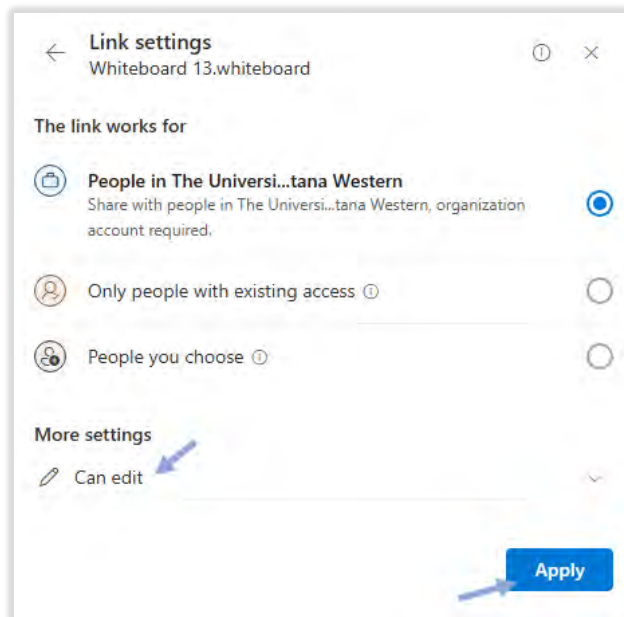 Link settings
Whiteboard 13.whiteboard
The link works for
People in The Universi...tana Western
Share with people in The Universi...tana Western, organization
account required.
Only people with existing access
People you choose
More settings
Can edit
Apply